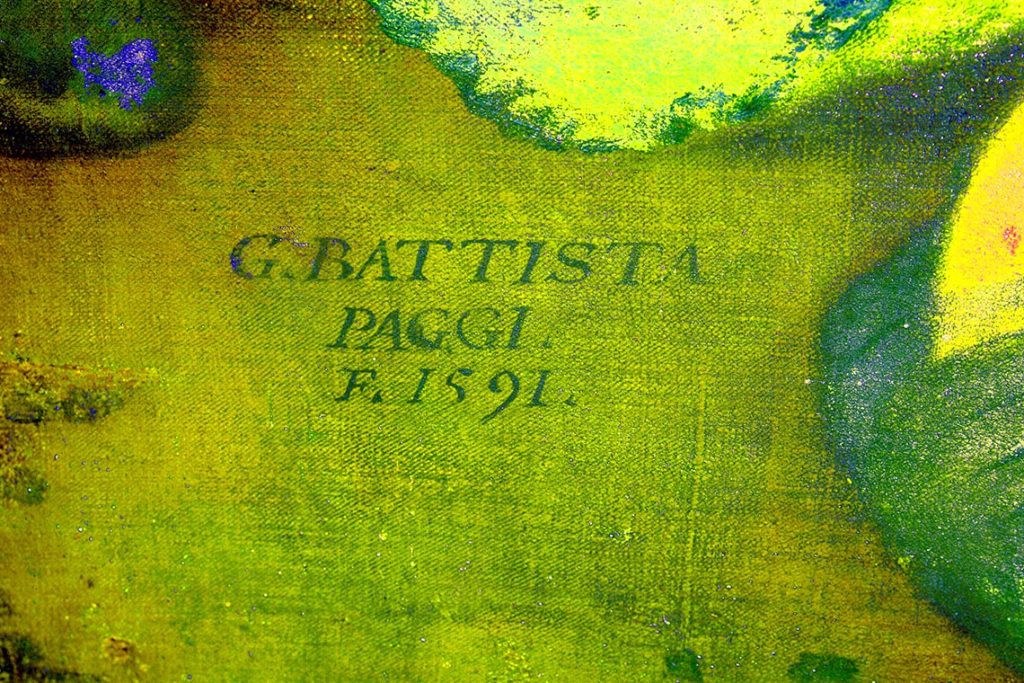 G. BATTISTA
PAGGI.
F. 1591.